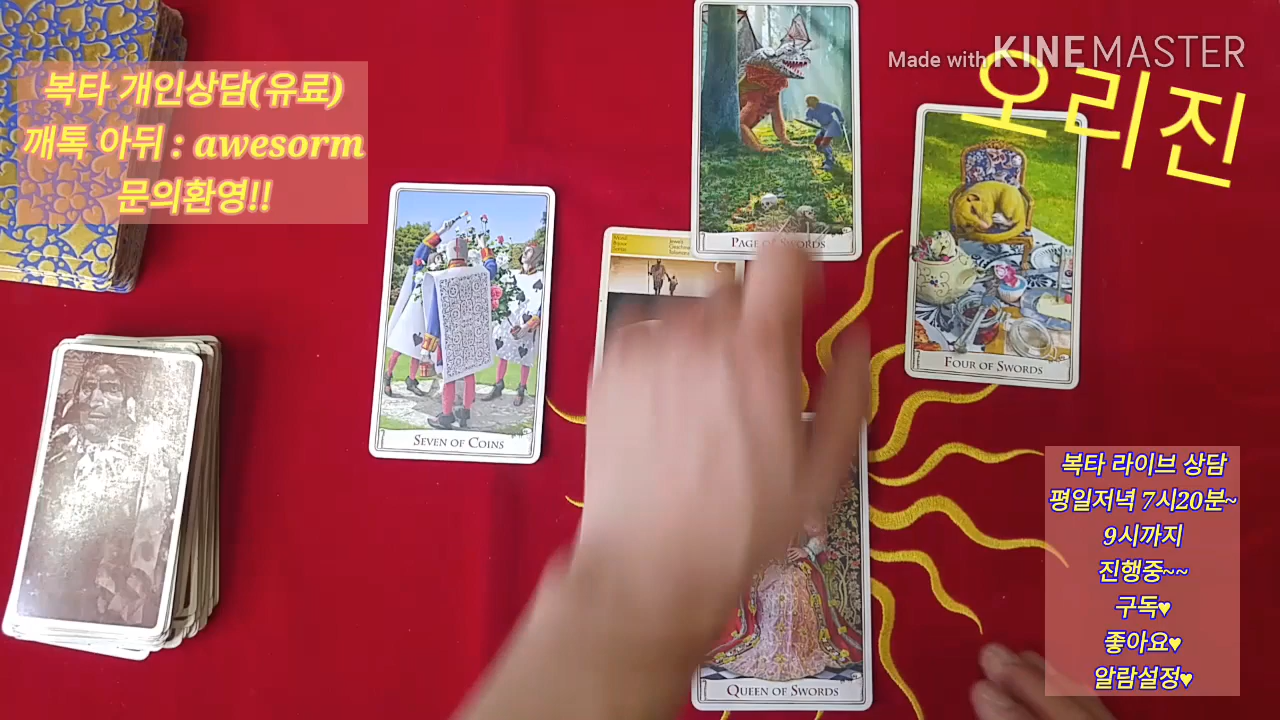 복타 개인상담(유료)
깨톡 아뒤 : awesorm
문의환영!!
Made with KINEMASTER
오리진
PAGE OF SWORDS
FOUR OF SWORDS
SEVEN OF COINS
QUEEN OF SWORDS
복타 라이브 상담
평일저녁 7시20분~
9시까지
진행중~~
구독♥
좋아요♥
알람설정♥